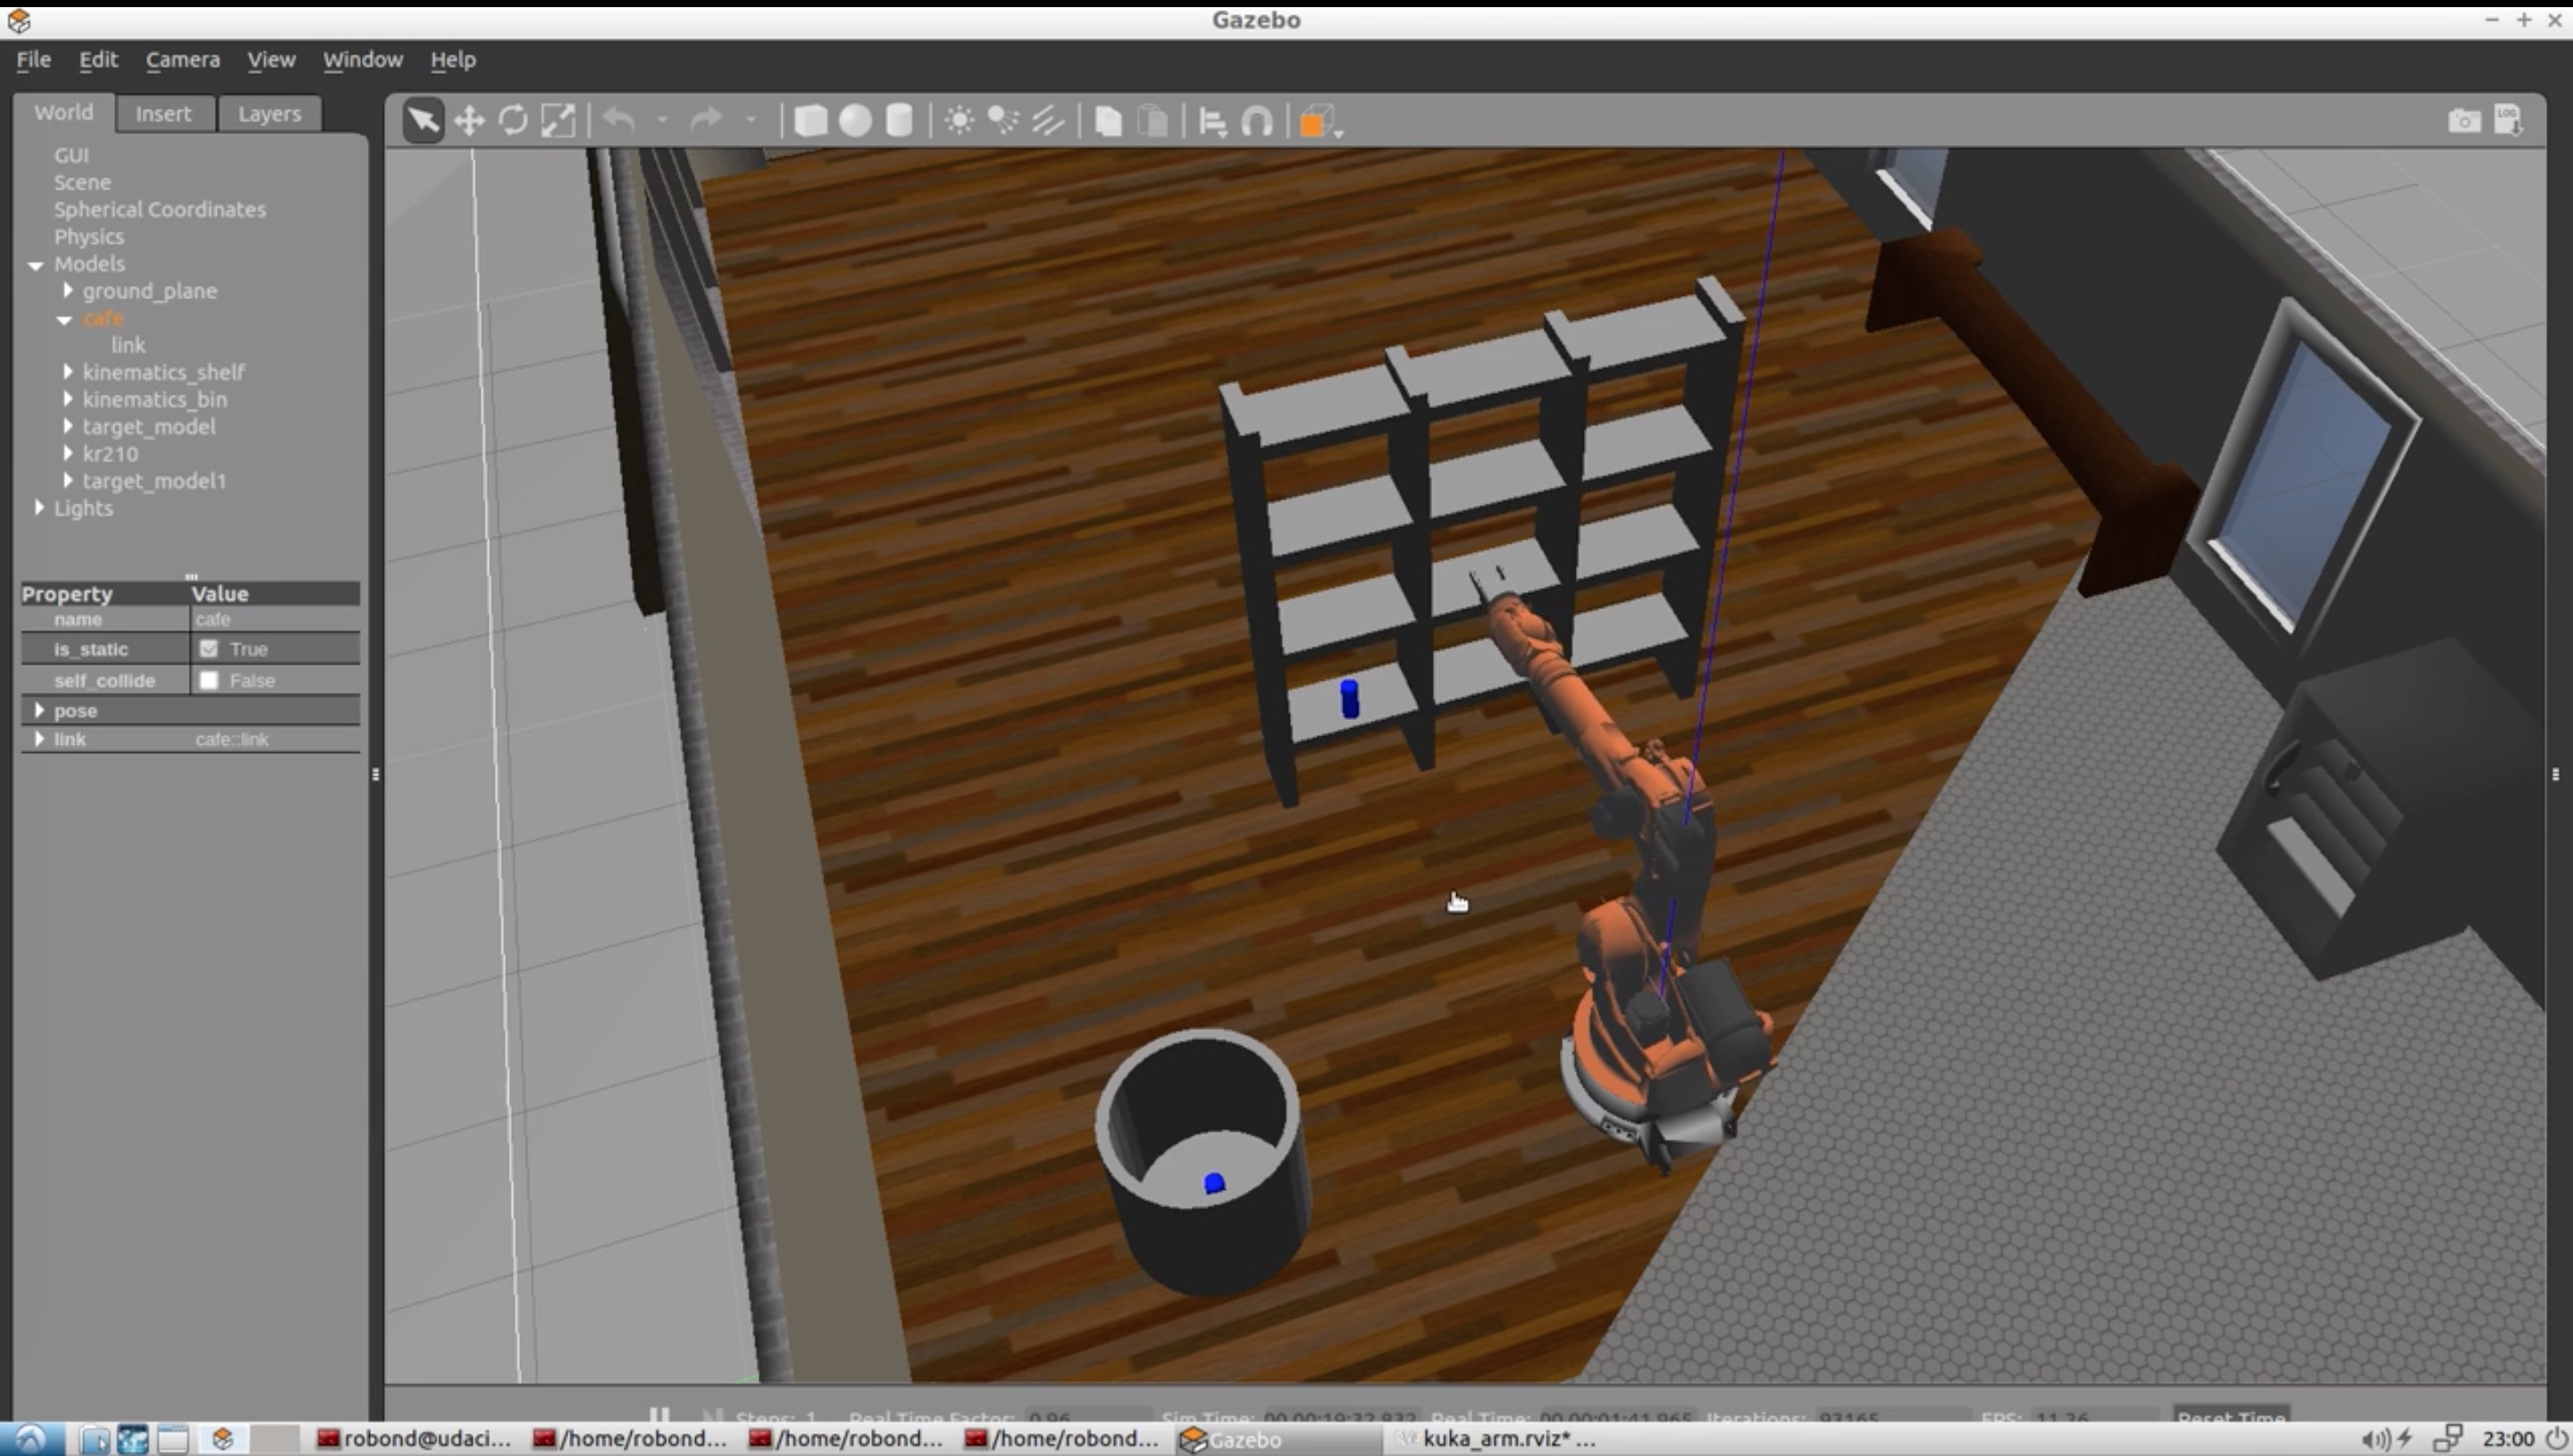 Gazebo
File Edit Camera View Window Help
World Insert Layers
LOG
GUI
Scene
Spherical Coordinates
Physics
Models
ground_plane
cafe
link
kinematics_shelf
kinematics_bin
target_model
kr210
target_model1
Lights
Property Value
name cafe
is_static True
self_collide False
pose
link cafe::link
Steps: 1 Real Time Factor: 0.96 Sim Time: 00 00:19:32.832 Real Time: 00 00:01:41.965 Iterations: 93165 FPS: 11.26 Reset Time
robond@udaci... /home/robond... /home/robond... /home/robond... Gazebo kuka_arm.rviz* ... 23:00